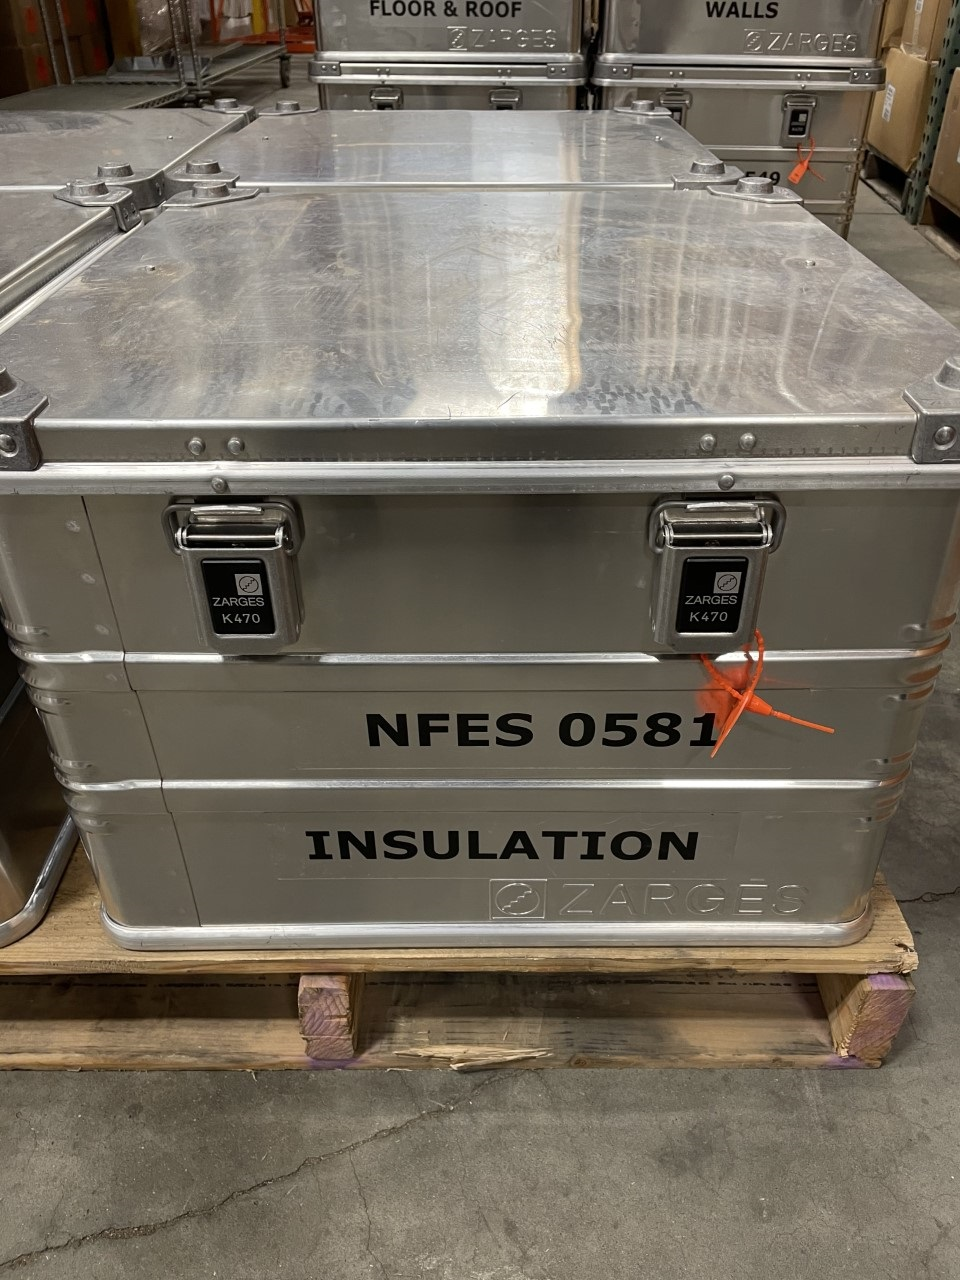 FLOOR & ROOF
ZARGES
WALLS
ZARGES
ZARGES
K470
ZARGES
K470
NFES 0581
INSULATION
ZARGES